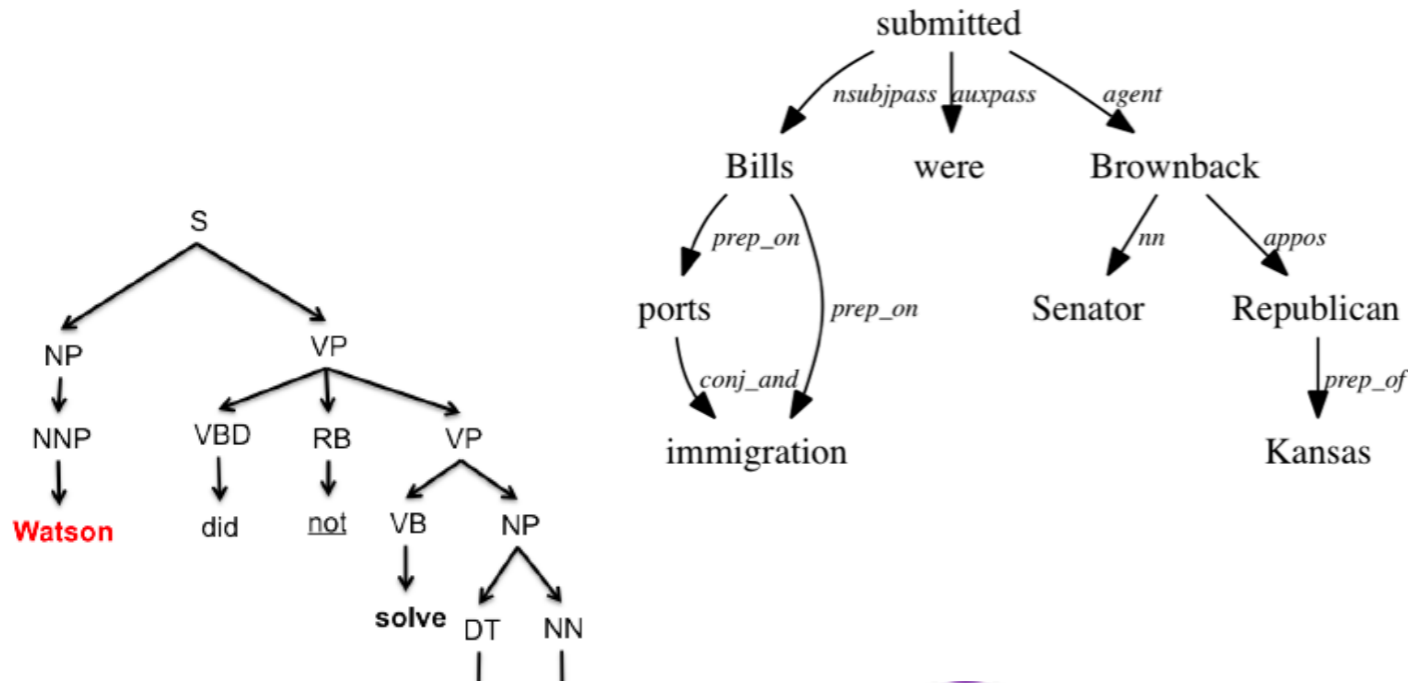 submitted
nsubjpass auxpass agent
Bills were Brownback
prep_on nn appos
ports prep_on Senator Republican
conj_and prep_of
immigration Kansas
S
NP VP
NNP VBD RB VP
Watson did not VB NP
solve DT NN